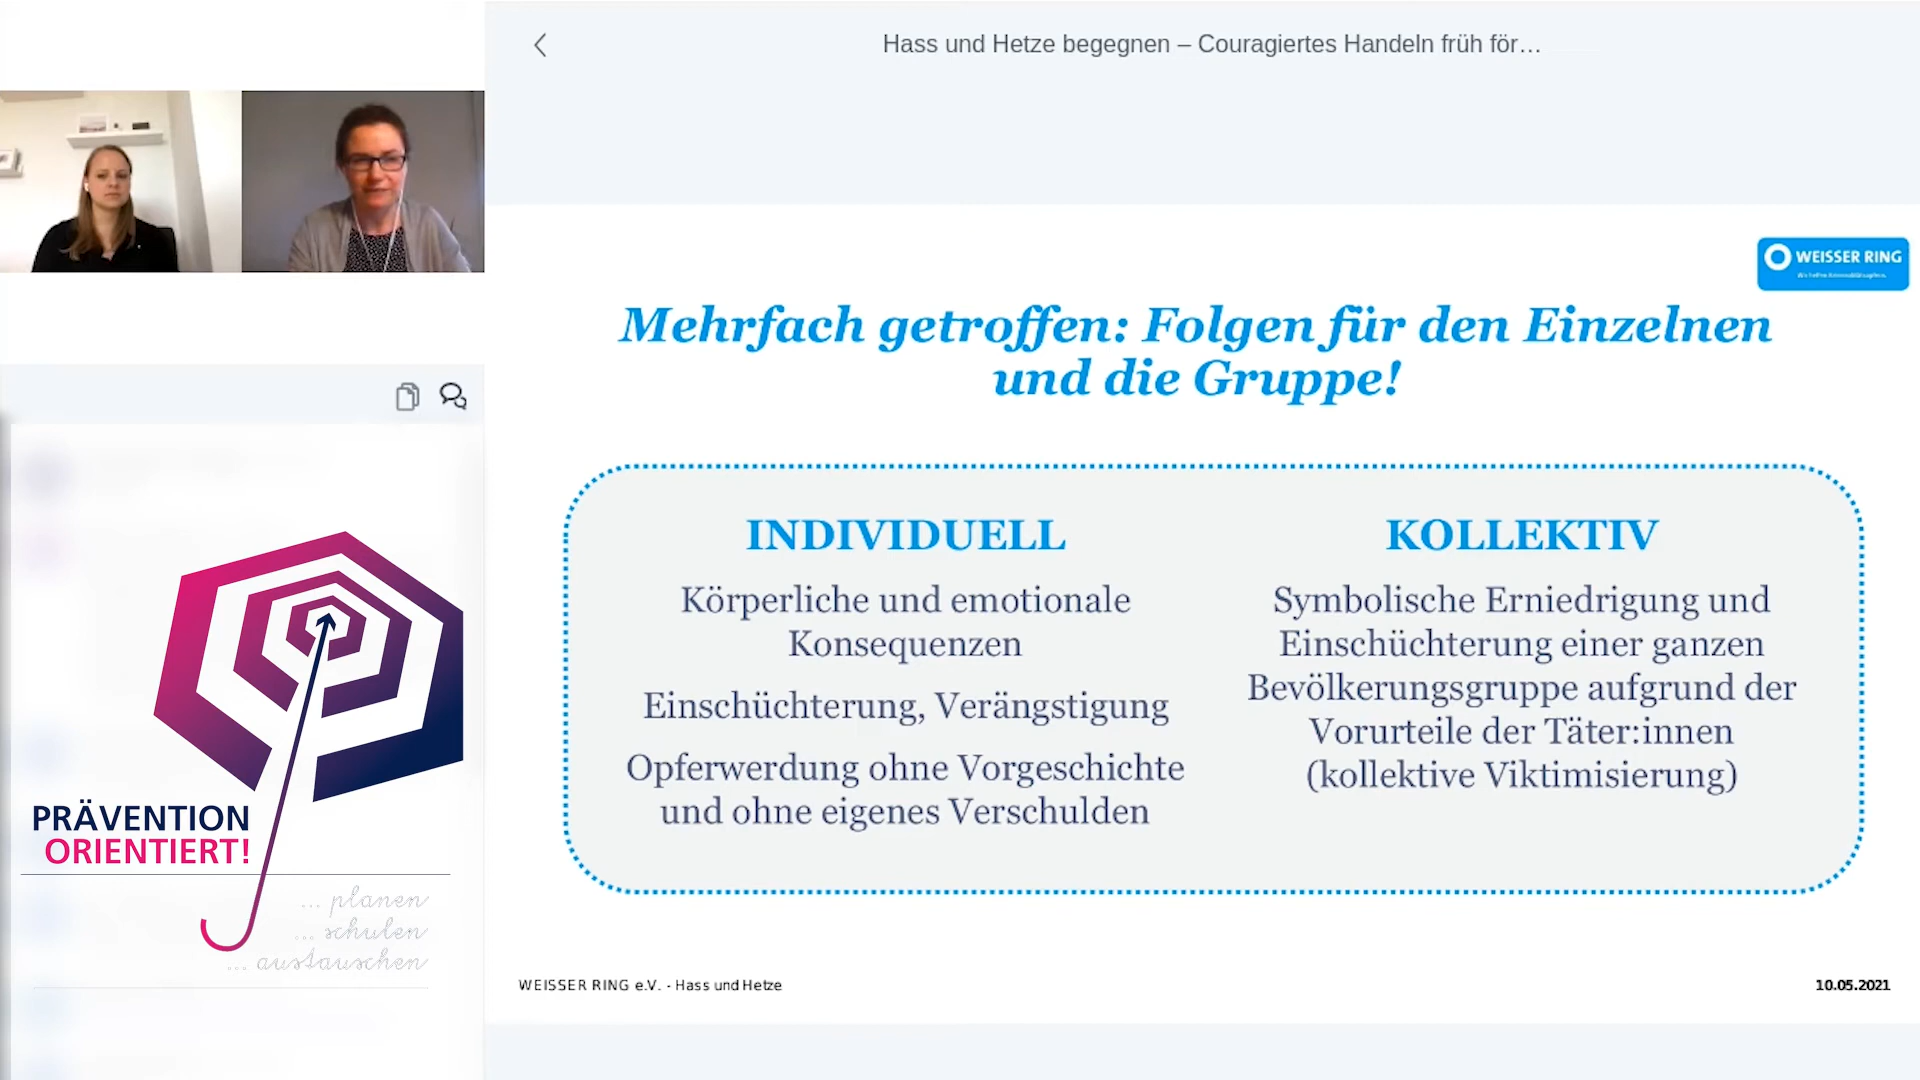 Hass und Hetze begegnen – Couragiertes Handeln früh för…
WEISSER RING
Mehrfach getroffen: Folgen für den Einzelnen
und die Gruppe!
INDIVIDUELL
Körperliche und emotionale
Konsequenzen
Einschüchterung, Verängstigung
Opferwerdung ohne Vorgeschichte
und ohne eigenes Verschulden
KOLLEKTIV
Symbolische Erniedrigung und
Einschüchterung einer ganzen
Bevölkerungsgruppe aufgrund der
Vorurteile der Täter:innen
(kollektive Viktimisierung)
WEISSER RING e.V. - Hass und Hetze
10.05.2021
PRÄVENTION
ORIENTIERT!
... planen
... schulen
... austauschen